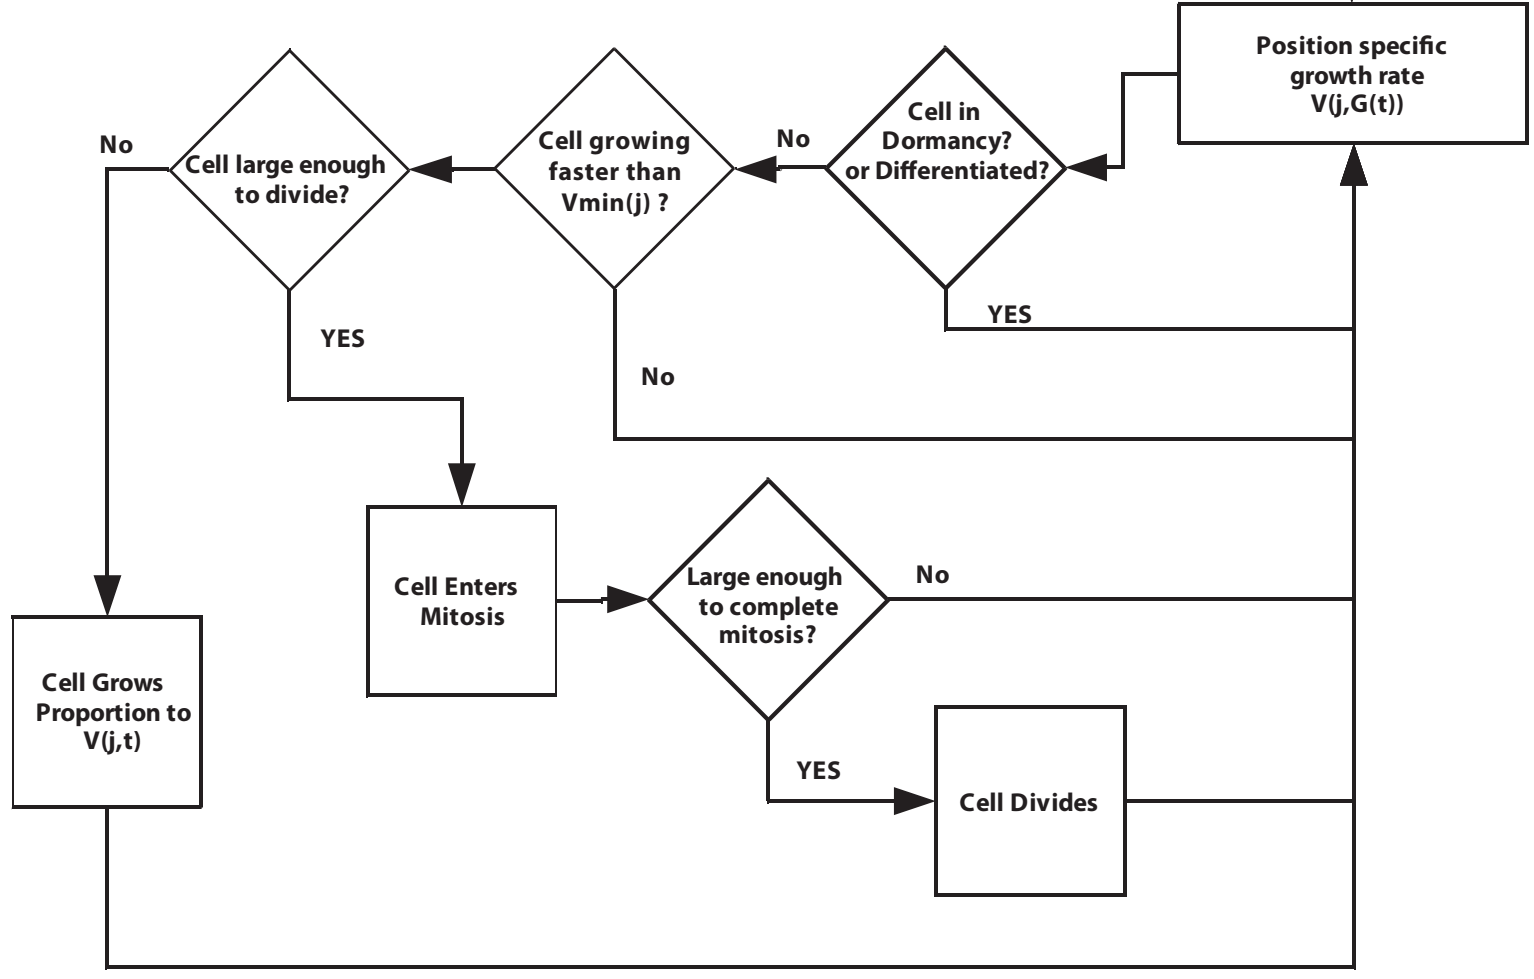 Position specific
growth rate
V(j,G(t))
Cell in
Dormancy?
or Differentiated?
No
YES
Cell growing
faster than
Vmin(j) ?
No
Cell large enough
to divide?
No
YES
Cell Enters
Mitosis
Large enough
to complete
mitosis?
No
YES
Cell Divides
Cell Grows
Proportion to
V(j,t)